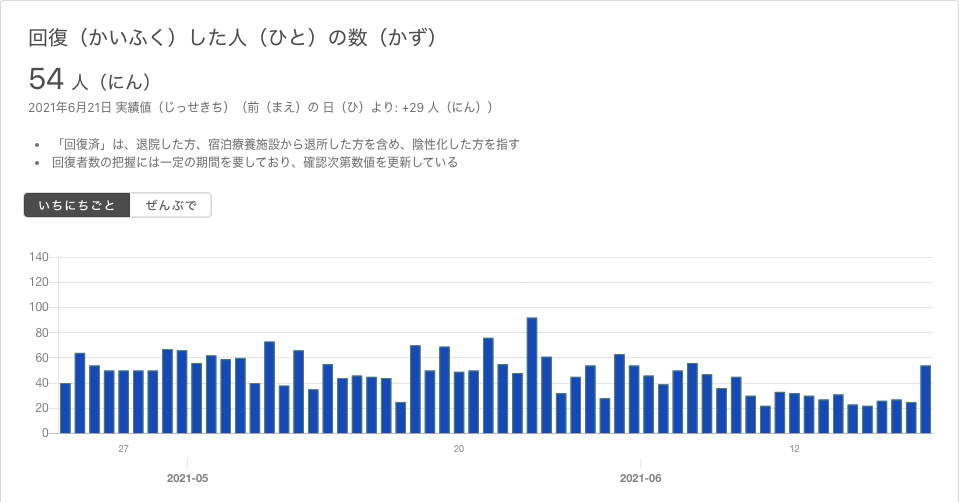 回復（かいふく）した人（ひと）の数（かず）
54 人（にん）
2021年6月21日 実績値（じっせきち）（前（まえ）の 日（ひ）より: +29 人（にん））
• 「回復済」は、退院した方、宿泊療養施設から退所した方を含め、陰性化した方を指す
• 回復者数の把握には一定の期間を要しており、確認次第数値を更新している
いちにちごと ぜんぶで
140
120
100
80
60
40
20
0
27 20 12
2021-05 2021-06